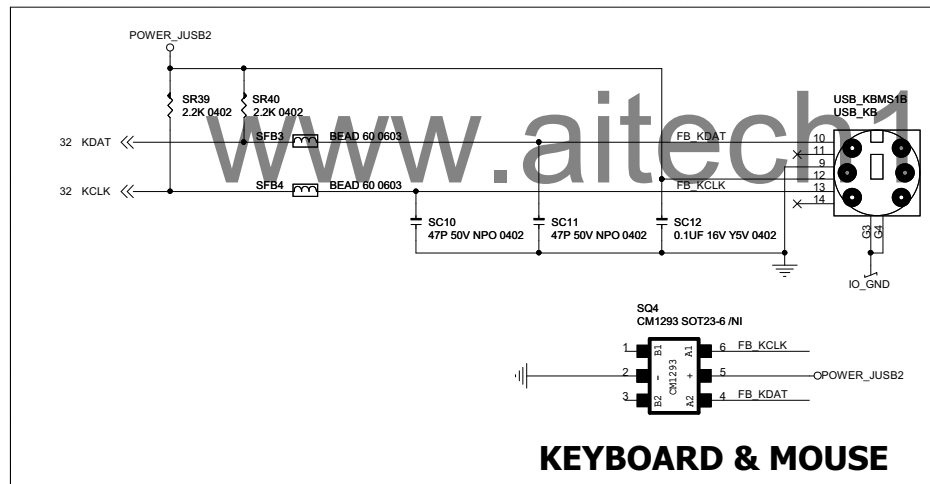 POWER_JUSB2
SR39
2.2K 0402
SR40
2.2K 0402
USB_KBMS1B
USB_KB
www.aitech1
32 KDAT
SFB3
BEAD 60 0603
FB_KDAT
10
11
9
12
32 KCLK
SFB4
BEAD 60 0603
FB_KCLK
13
14
SC10
47P 50V NPO 0402
SC11
47P 50V NPO 0402
SC12
0.1UF 16V Y5V 0402
G3
G4
IO_GND
SQ4
CM1293 SOT23-6 /NI
1
B1
A1
6
FB_KCLK
2
-
CM1293
+
5
POWER_JUSB2
3
B2
A2
4
FB_KDAT
KEYBOARD & MOUSE